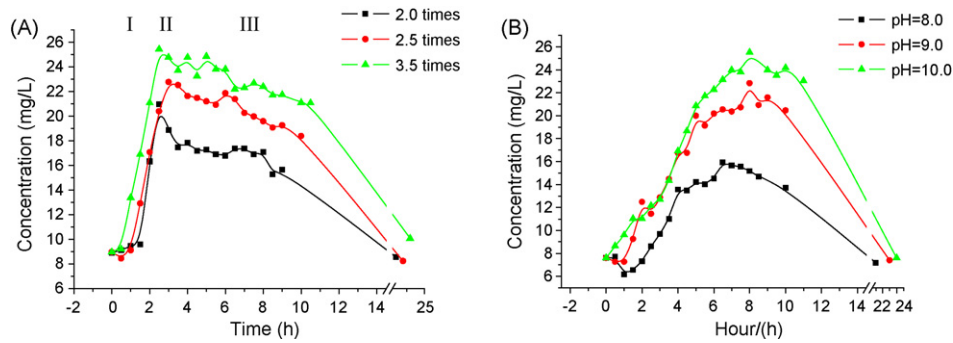 (A)
I II III
2.0 times
2.5 times
3.5 times
Concentration (mg/L)
26
24
22
20
18
16
14
12
10
8
6
-2 0 2 4 6 8 10 12 14 25
Time (h)
(B)
pH=8.0
pH=9.0
pH=10.0
Concentration (mg/L)
26
24
22
20
18
16
14
12
10
8
6
-2 0 2 4 6 8 10 12 14 22 24
Hour/(h)